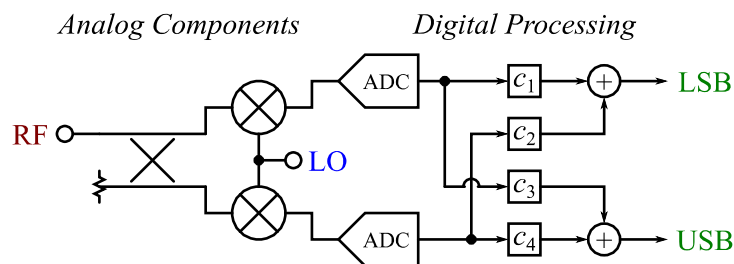 Analog Components
Digital Processing
ADC
c1
+
LSB
RF
c2
LO
c3
ADC
c4
+
USB